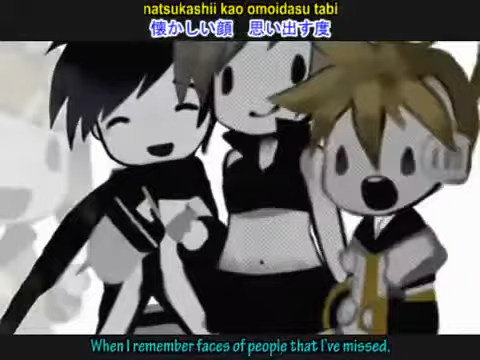 natsukashii kao omoidasu tabi
懐かしい顔　思い出す度
When I remember faces of people that I've missed,